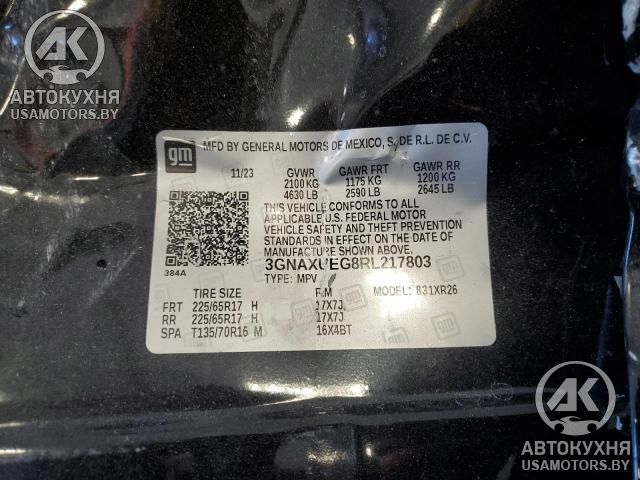 AK
АВТОКУХНЯ
USAMOTORS.BY
gm
MFD BY GENERAL MOTORS DE MEXICO, S. DE R.L. DE C.V.
11/23 GVWR GAWR FRT GAWR RR
2100 KG 1175 KG 1200 KG
4630 LB 2590 LB 2645 LB
THIS VEHICLE CONFORMS TO ALL
APPLICABLE U.S. FEDERAL MOTOR
VEHICLE SAFETY AND THEFT PREVENTION
STANDARDS IN EFFECT ON THE DATE OF
MANUFACTURE SHOWN ABOVE.
384A
3GNAXUEG8RL217803
TYPE: MPV MODEL: 831XR26
TIRE SIZE RIM
FRT 225/65R17 H 17X7J
RR 225/65R17 H 17X7J
SPA T135/70R16 M 16X4BT
AK
АВТОКУХНЯ
USAMOTORS.BY